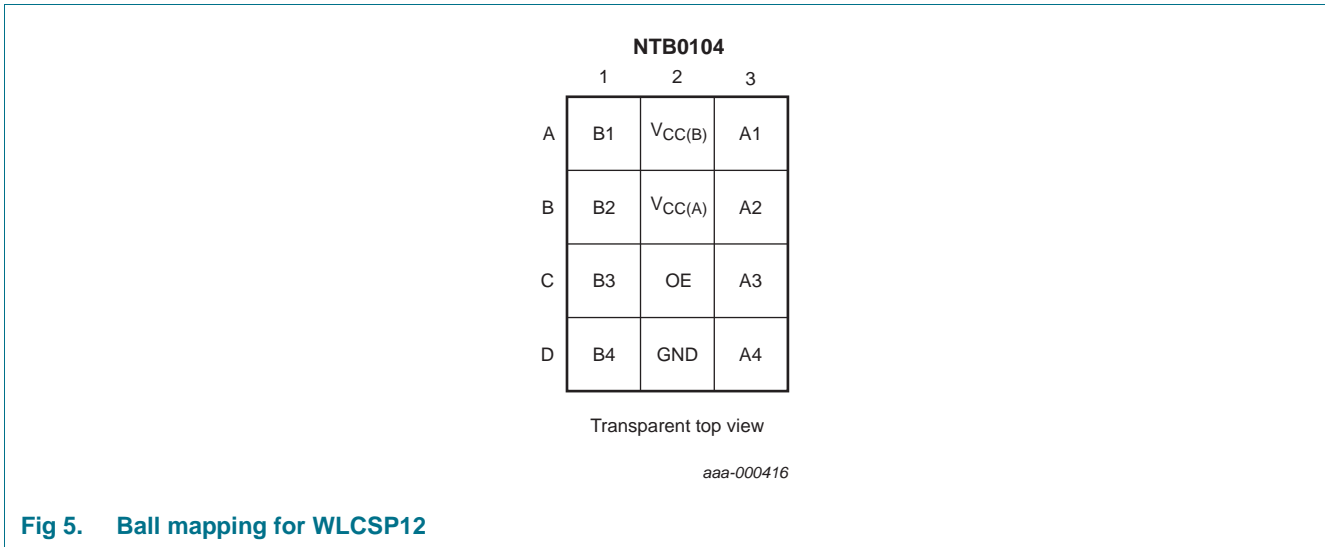 NTB0104
1 2 3
A B1 VCC(B) A1
B B2 VCC(A) A2
C B3 OE A3
D B4 GND A4
Transparent top view
aaa-000416
Fig 5. Ball mapping for WLCSP12